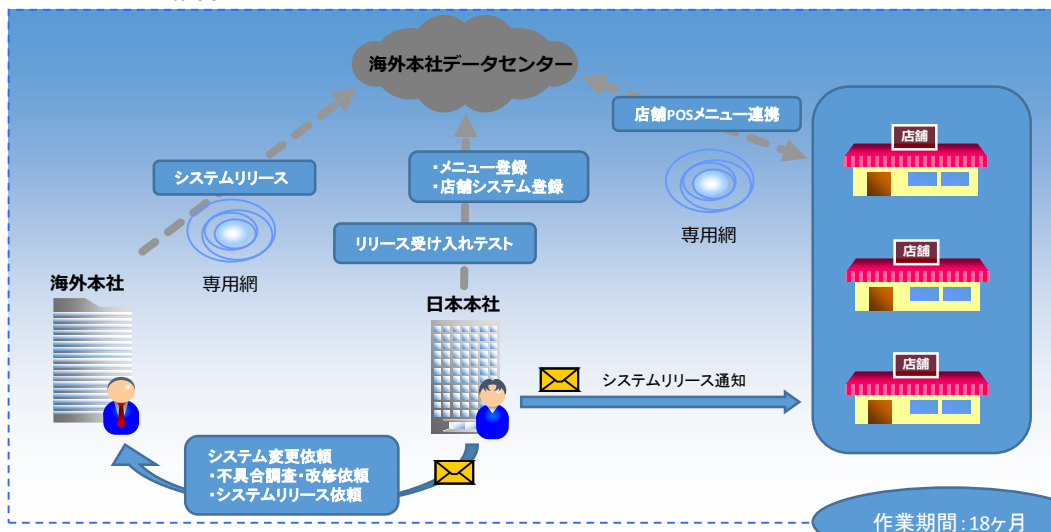 海外本社データセンター
店舗POSメニュー連携
店舗
システムリリース
・メニュー登録
・店舗システム登録
専用網
リリース受け入れテスト
専用網
海外本社
日本本社
店舗
店舗
システムリリース通知
システム変更依頼
・不具合調査・改修依頼
・システムリリース依頼
作業期間：18ヶ月